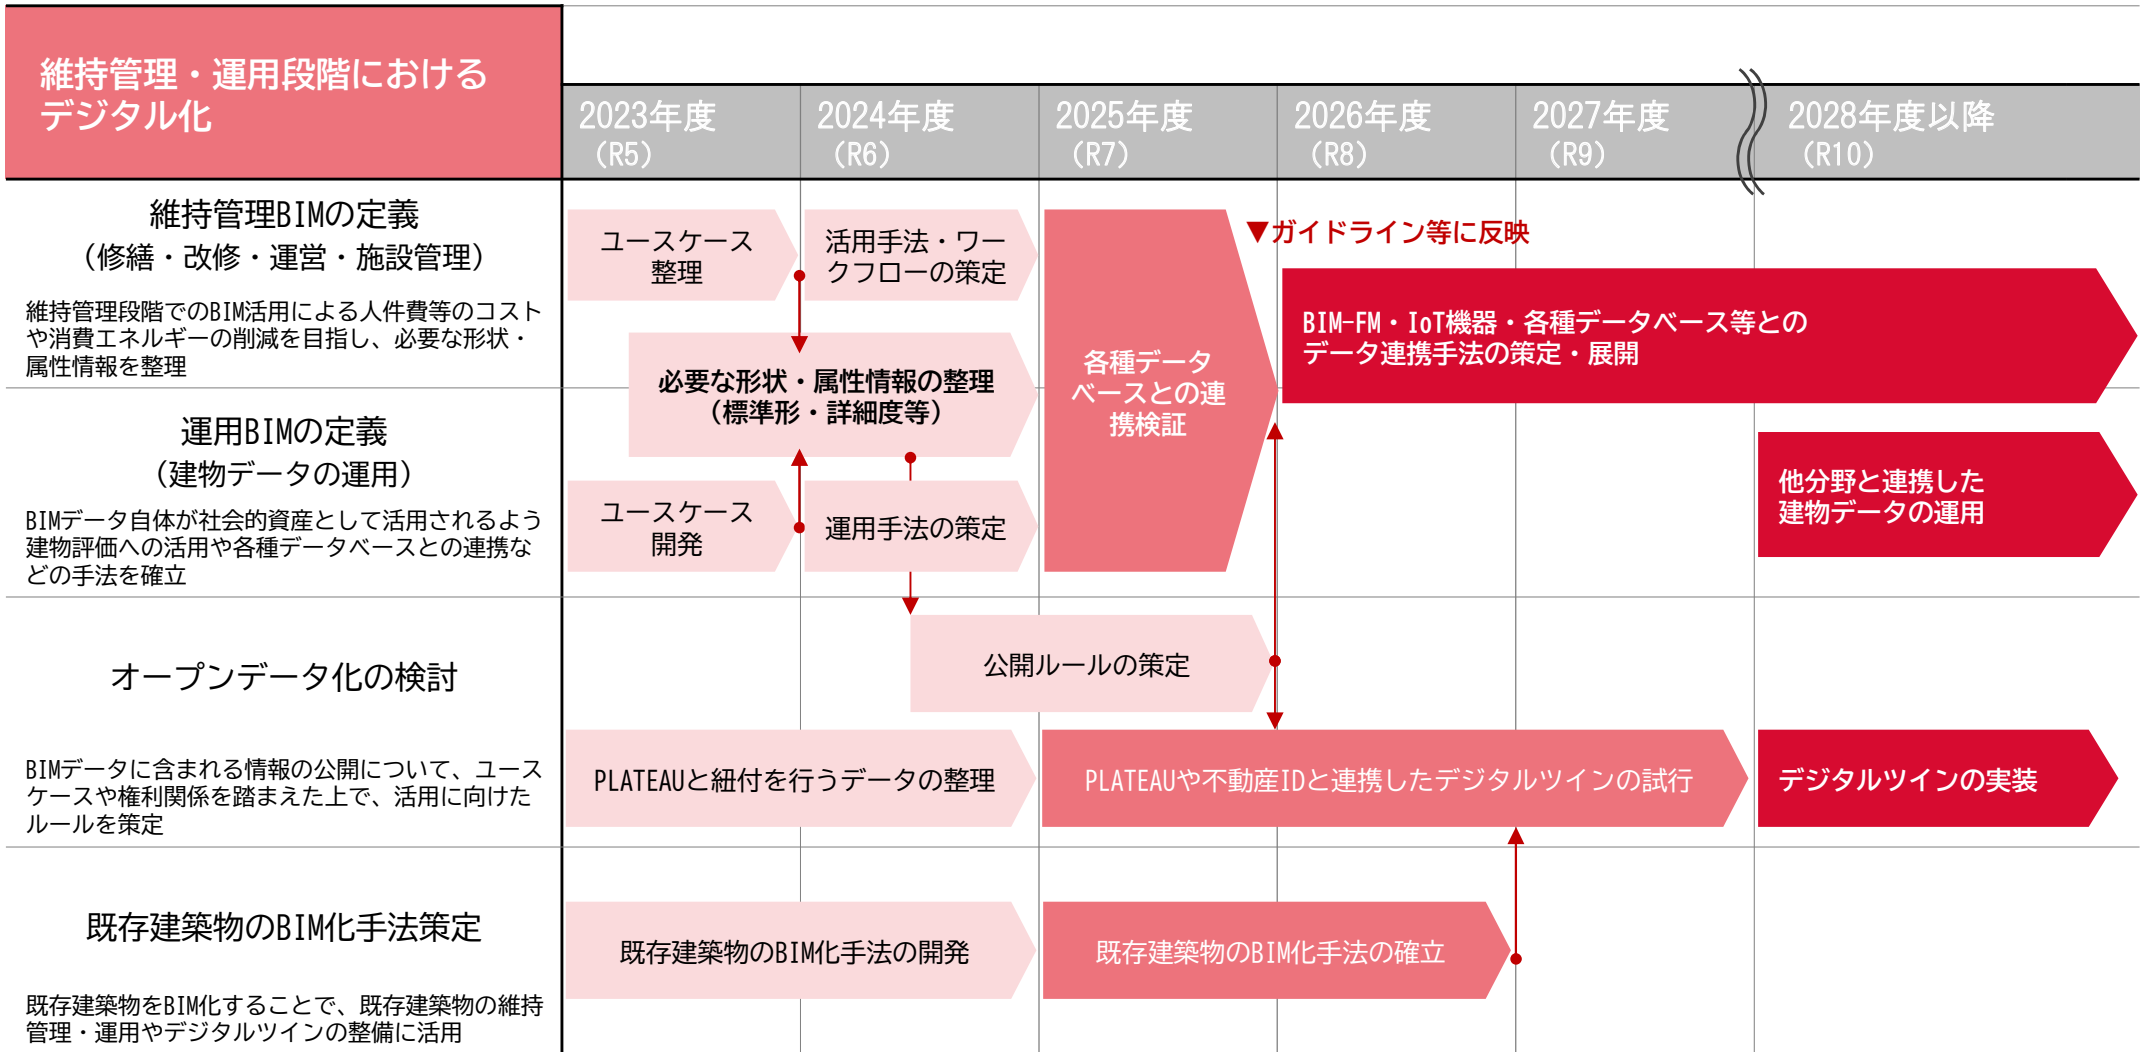 維持管理・運用段階における
デジタル化
2023年度
（R5）
2024年度
（R6）
2025年度
（R7）
2026年度
（R8）
2027年度
（R9）
2028年度以降
（R10）
維持管理BIMの定義
（修繕・改修・運営・施設管理）
維持管理段階でのBIM活用による人件費等のコスト
や消費エネルギーの削減を目指し、必要な形状・
属性情報を整理
ユースケース
整理
活用手法・ワー
クフローの策定
必要な形状・属性情報の整理
（標準形・詳細度等）
各種データ
ベースとの連
携検証
▼ガイドライン等に反映
BIM-FM・IoT機器・各種データベース等との
データ連携手法の策定・展開
運用BIMの定義
（建物データの運用）
BIMデータ自体が社会的資産として活用されるよう
建物評価への活用や各種データベースとの連携な
どの手法を確立
ユースケース
開発
運用手法の策定
他分野と連携した
建物データの運用
オープンデータ化の検討
BIMデータに含まれる情報の公開について、ユース
ケースや権利関係を踏まえた上で、活用に向けた
ルールを策定
公開ルールの策定
PLATEAUと紐付を行うデータの整理
PLATEAUや不動産IDと連携したデジタルツインの試行
デジタルツインの実装
既存建築物のBIM化手法策定
既存建築物をBIM化することで、既存建築物の維持
管理・運用やデジタルツインの整備に活用
既存建築物のBIM化手法の開発
既存建築物のBIM化手法の確立